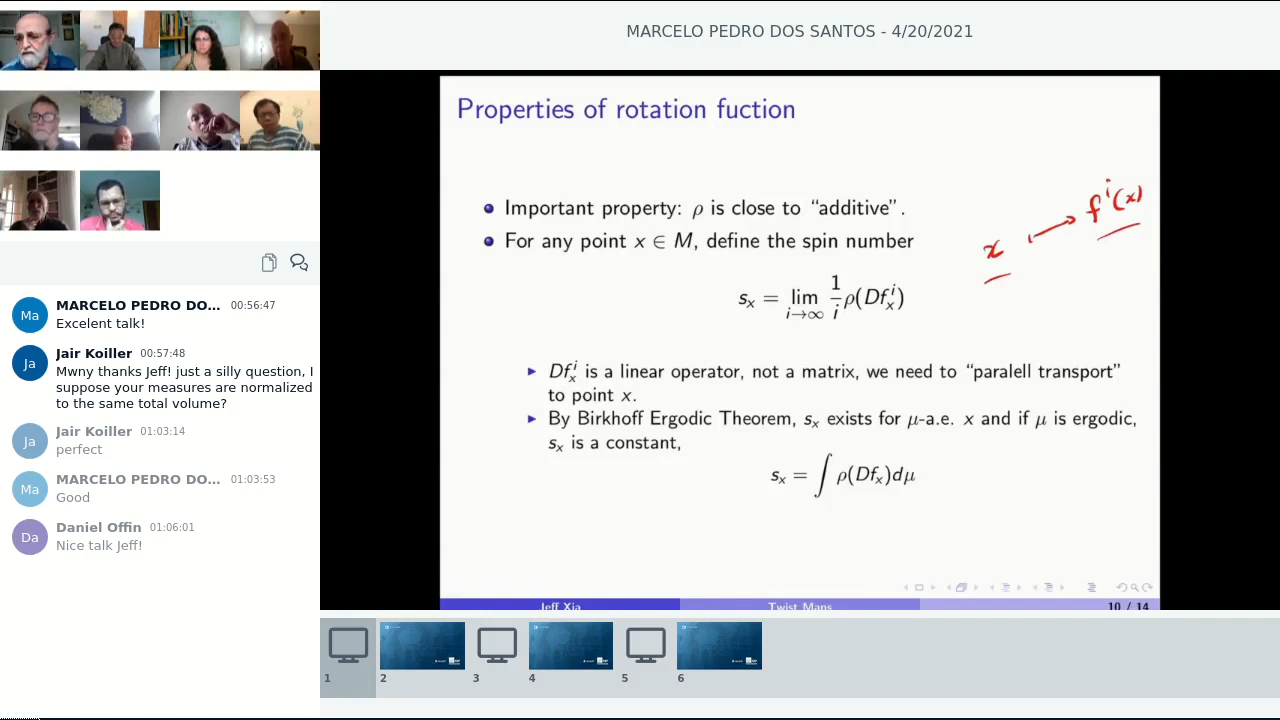 MARCELO PEDRO DOS SANTOS - 4/20/2021
Properties of rotation fuction
Important property: ρ is close to “additive”.
For any point x ∈ M, define the spin number
s_x = lim_{i→∞} 1/i ρ(Df^i_x)
x ↦ f^i(x)
Df^i_x is a linear operator, not a matrix, we need to “paralell transport”
to point x.
By Birkhoff Ergodic Theorem, s_x exists for μ-a.e. x and if μ is ergodic,
s_x is a constant,
s_x = ∫ ρ(Df_x)dμ
Jeff Xia Twist Maps 10 / 14
Ma MARCELO PEDRO DO... 00:56:47
Excelent talk!
Ja Jair Koiller 00:57:48
Mwny thanks Jeff! just a silly question, I
suppose your measures are normalized
to the same total volume?
Ja Jair Koiller 01:03:14
perfect
Ma MARCELO PEDRO DO... 01:03:53
Good
Da Daniel Offin 01:06:01
Nice talk Jeff!
1 2 3 4 5 6